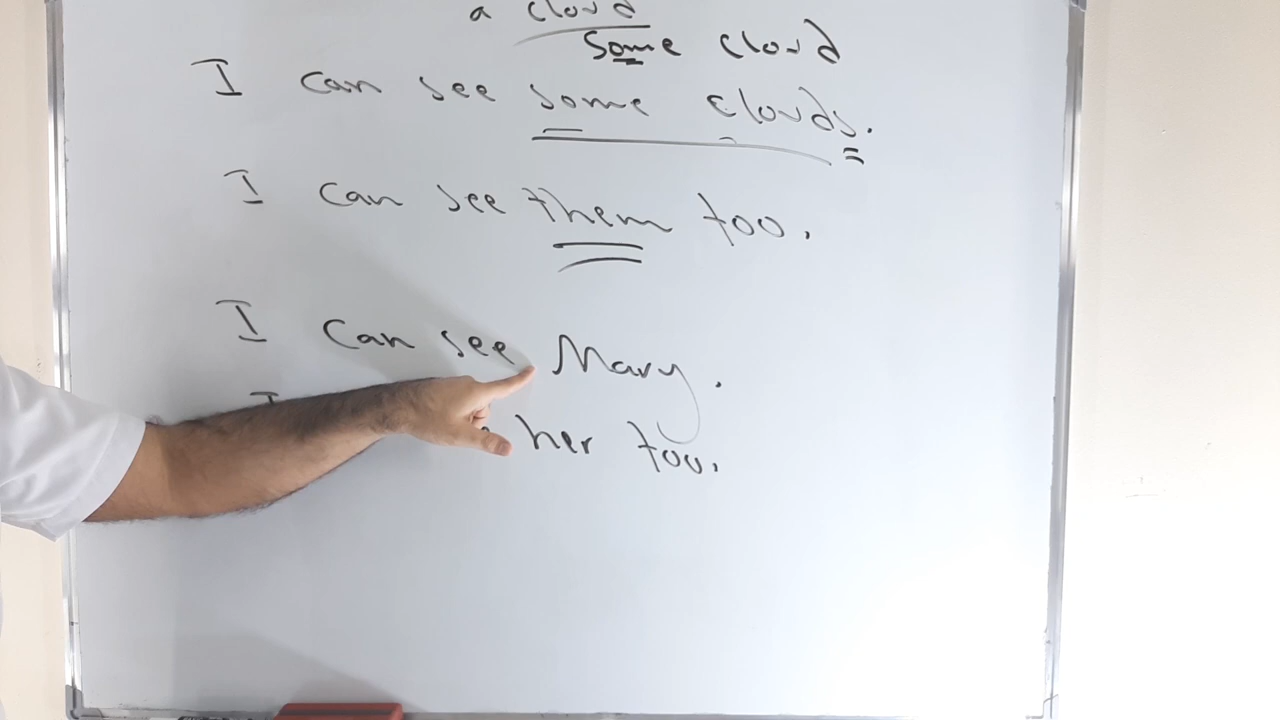 a cloud
some cloud
I can see some clouds.
I can see them too.
I can see Mary.
I her too.